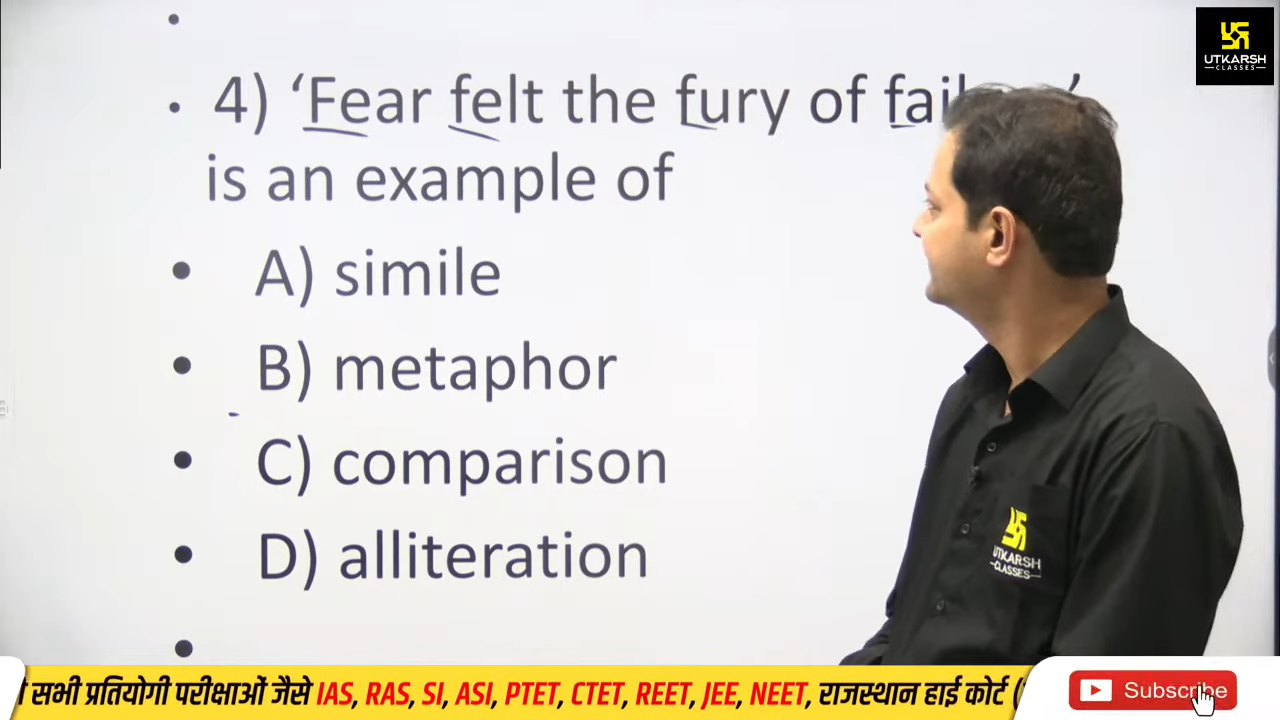 UTKARSH
CLASSES
4) ‘Fear felt the fury of
is an example of
A) simile
B) metaphor
C) comparison
D) alliteration
UTKARSH
CLASSES
सभी प्रतियोगी परीक्षाओं जैसे IAS, RAS, SI, ASI, PTET, CTET, REET, JEE, NEET, राजस्थान हाई कोर्ट (
Subscribe